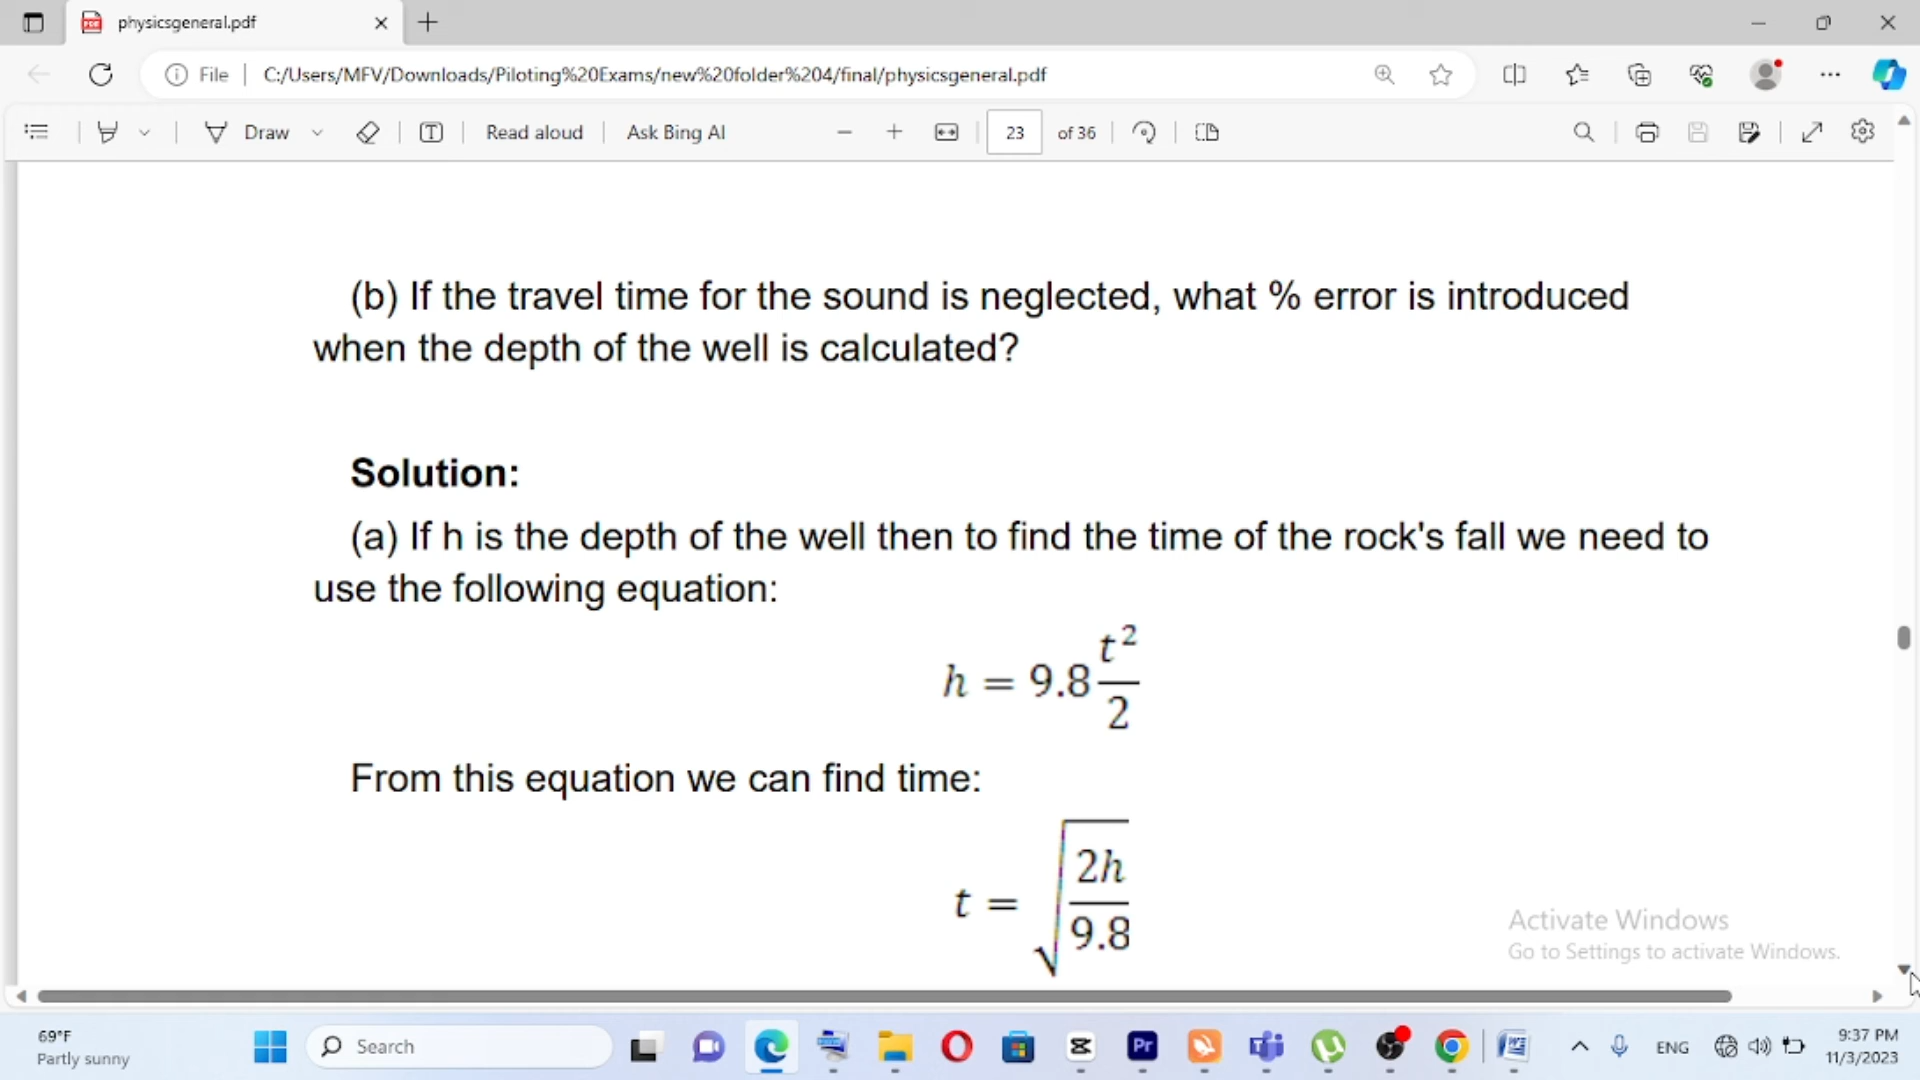 physicsgeneral.pdf
File C:/Users/MFV/Downloads/Piloting%20Exams/new%20folder%204/final/physicsgeneral.pdf
Draw Read aloud Ask Bing AI 23 of 36
(b) If the travel time for the sound is neglected, what % error is introduced
when the depth of the well is calculated?
Solution:
(a) If h is the depth of the well then to find the time of the rock's fall we need to
use the following equation:
h = 9.8 t²/2
From this equation we can find time:
t = √(2h/9.8)
Activate Windows
Go to Settings to activate Windows.
69°F
Partly sunny
Search
Pr
ENG
9:37 PM
11/3/2023